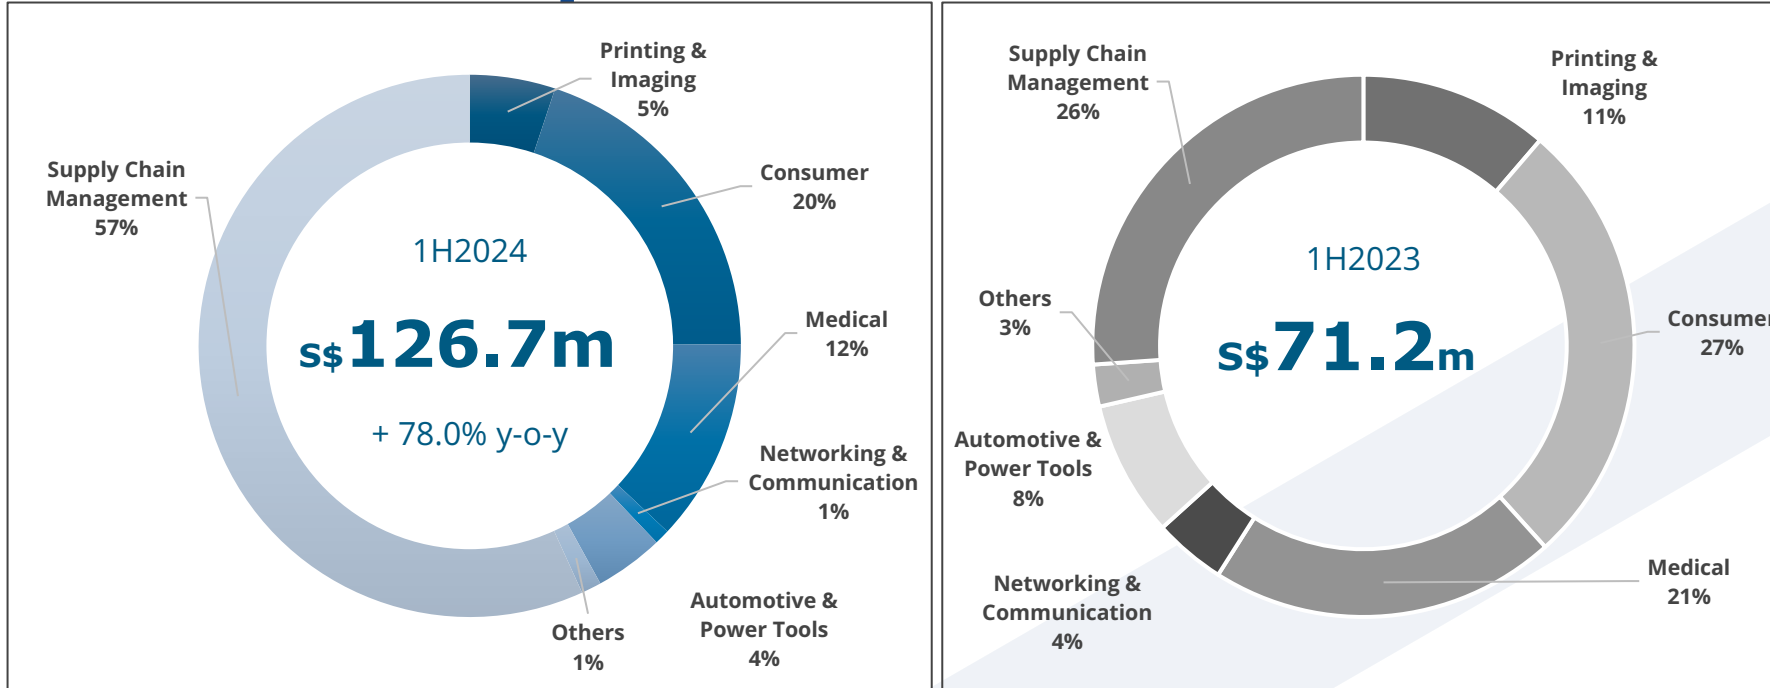 Printing &
Imaging
5%
Consumer
20%
Medical
12%
Networking &
Communication
1%
Automotive &
Power Tools
4%
Others
1%
Supply Chain
Management
57%
1H2024
S$126.7m
+ 78.0% y-o-y
Supply Chain
Management
26%
Printing &
Imaging
11%
Consumer
27%
Medical
21%
Networking &
Communication
4%
Automotive &
Power Tools
8%
Others
3%
1H2023
S$71.2m